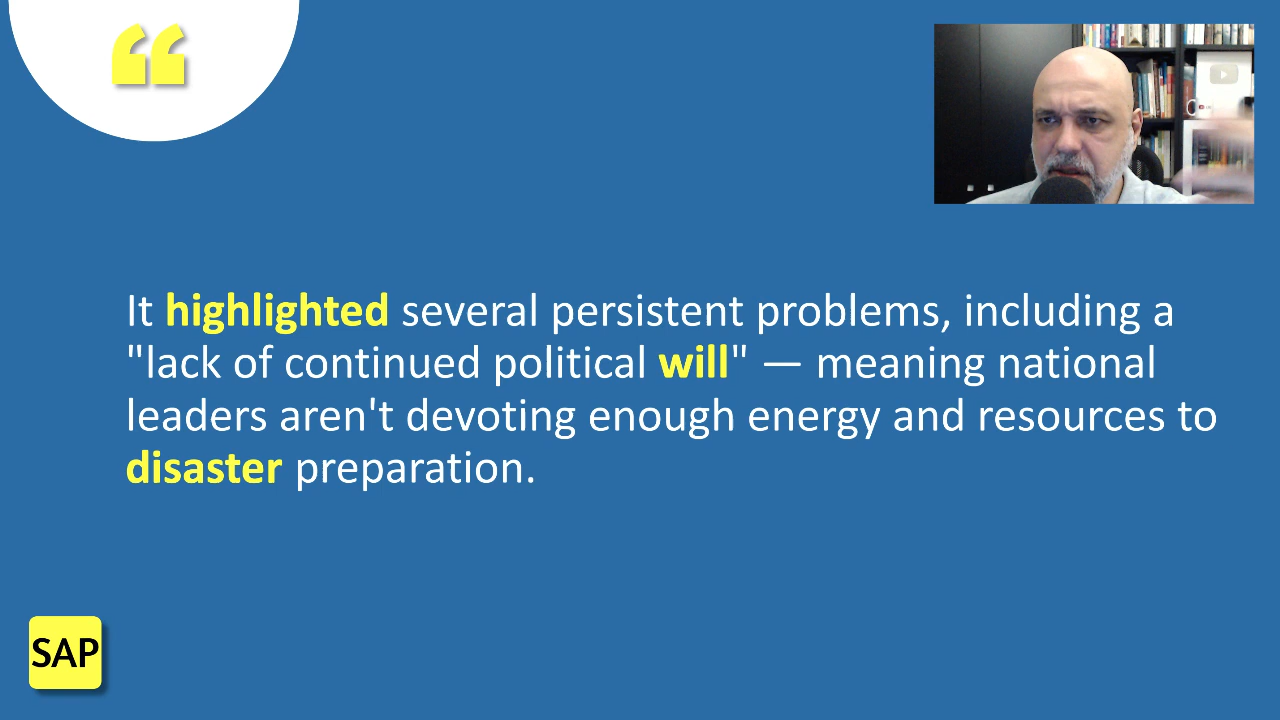 “
It highlighted several persistent problems, including a
"lack of continued political will" — meaning national
leaders aren't devoting enough energy and resources to
disaster preparation.
SAP